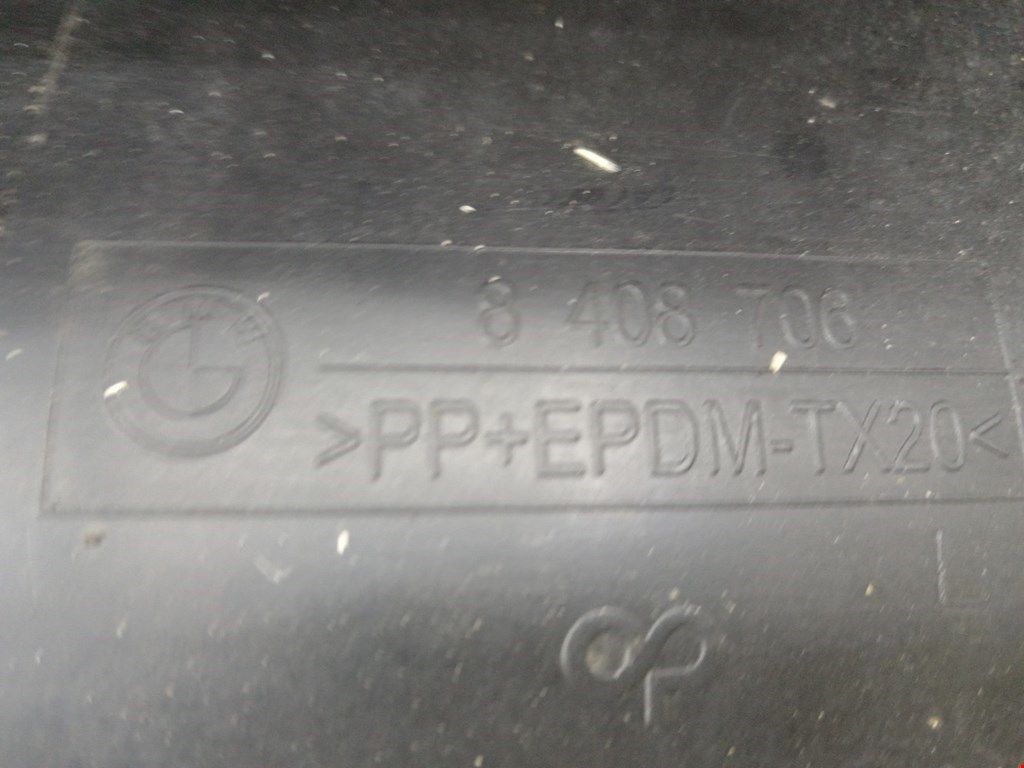 8 408 706
>PP+EPDM-TX20<
L